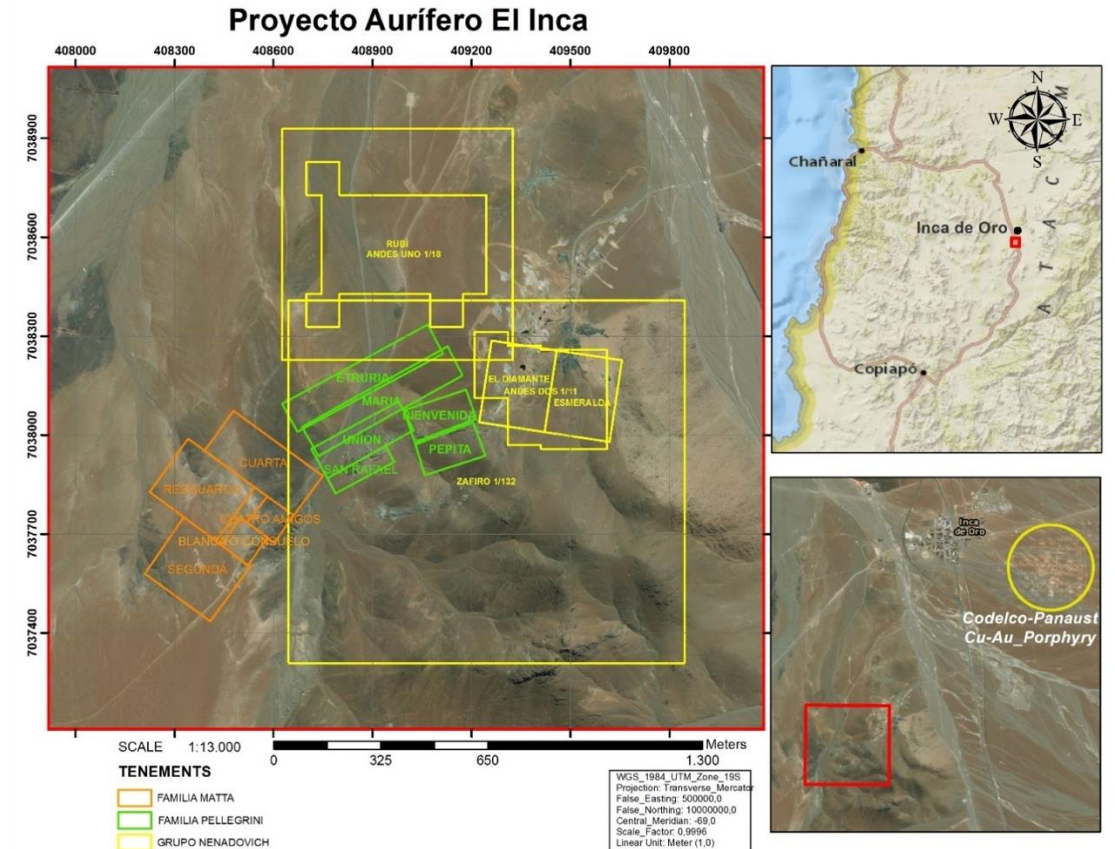 Proyecto Aurífero El Inca
408000 408300 408600 408900 409200 409500 409800
7038900
7038600
7038300
7038000
7037700
7037400
RUBÍ
ANDES UNO 1/18
ETRURIA
MARIA
BIENVENIDA
UNION
PEPITA
SAN RAFAEL
EL DIAMANTE
ANDES DOS 1/11
ESMERALDA
ZAFIRO 1/132
CUARTA
RESGUARDO
AMIGOS
BLANCA O CONSUELO
SEGUNDA
SCALE 1:13.000
0 325 650 1.300
Meters
TENEMENTS
FAMILIA MATTA
FAMILIA PELLEGRINI
GRUPO NENADOVICH
WGS_1984_UTM_Zone_19S
Projection: Transverse_Mercator
False_Easting: 500000,0
False_Northing: 10000000,0
Central_Meridian: -69,0
Scale_Factor: 0,9996
Linear Unit: Meter (1,0)
N
W E
S
Chañaral
Inca de Oro
Copiapó
A T A C M
Inca
de Oro
Codelco-Panaust
Cu-Au_Porphyry